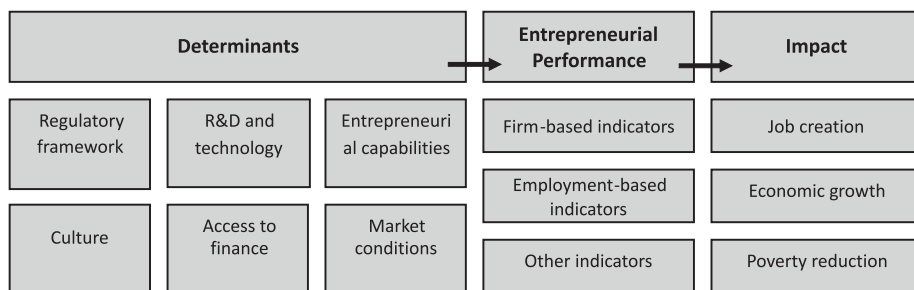 Determinants
Entrepreneurial
Performance
Impact
Regulatory
framework
R&D and
technology
Entrepreneuri
al capabilities
Firm-based indicators
Job creation
Employment-based
indicators
Economic growth
Culture
Access to
finance
Market
conditions
Other indicators
Poverty reduction